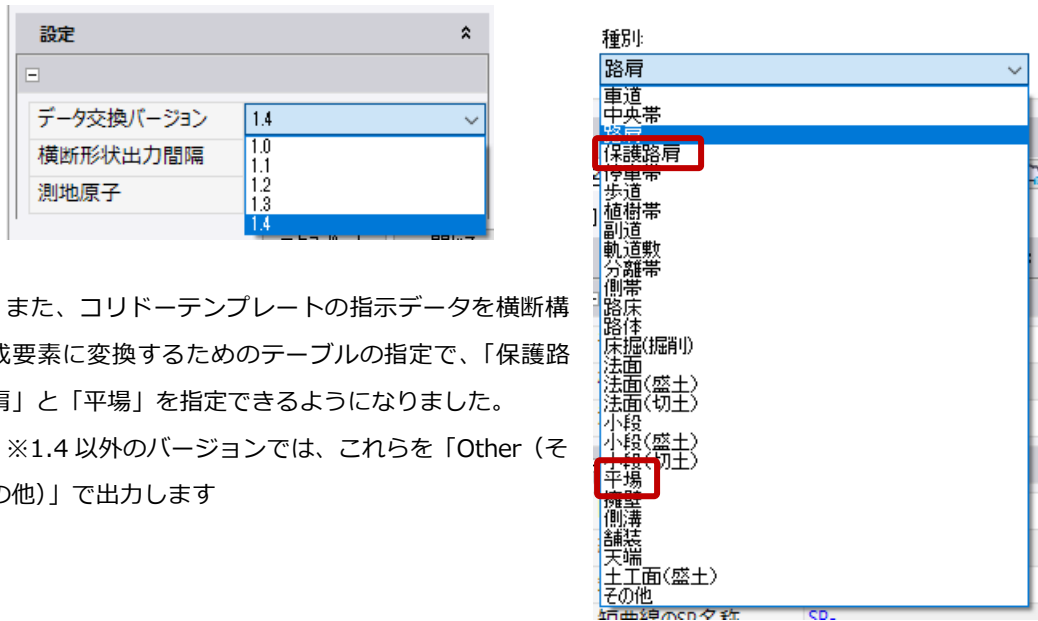 設定
データ交換バージョン 1.4
横断形状出力間隔
測地原子
1.0
1.1
1.2
1.3
1.4
また、コリドーテンプレートの指示データを横断構
成要素に変換するためのテーブルの指定で、「保護路
肩」と「平場」を指定できるようになりました。
※1.4 以外のバージョンでは、これらを「Other（そ
の他）」で出力します
種別:
路肩
車道
中央帯
路肩
保護路肩
停車帯
歩道
植樹帯
副道
軌道敷
分離帯
側帯
路床
路体
床掘(掘削)
法面
法面(盛土)
法面(切土)
小段
小段(盛土)
小段(切土)
平場
擁壁
側溝
舗装
天端
土工面(盛土)
その他
短曲線のSP名称 SP-